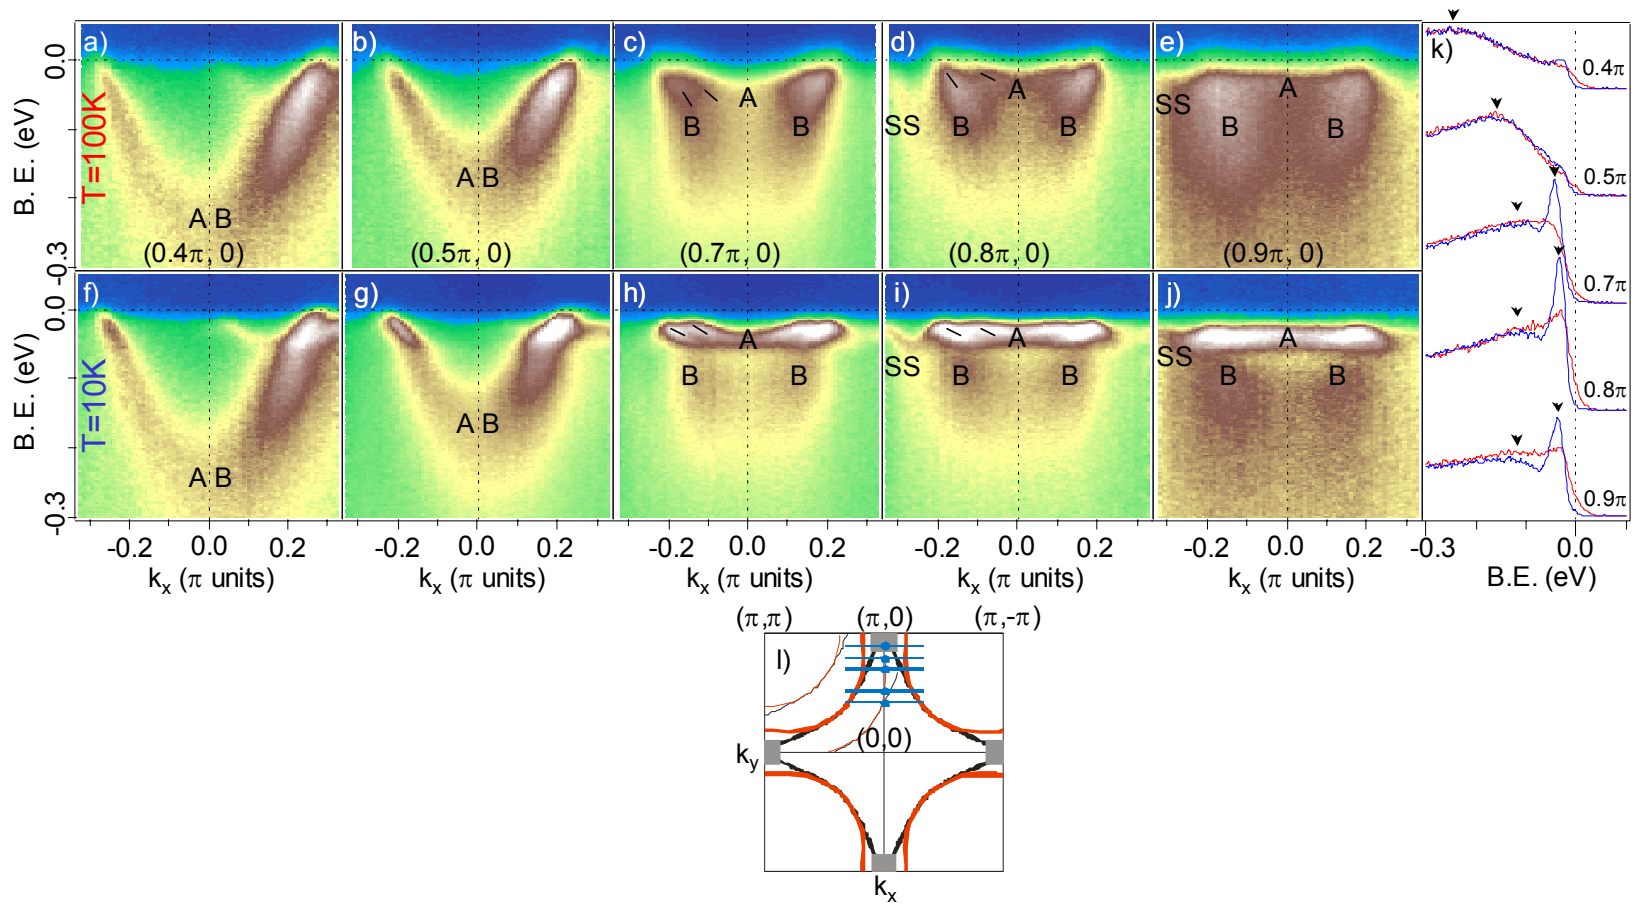 a) b) c) d) e) k)
0.0
B. E. (eV)
T=100K
-0.3
A B
(0.4π, 0)
A B
(0.5π, 0)
A
B B
(0.7π, 0)
A
SS B B
(0.8π, 0)
SS A
B B
(0.9π, 0)
0.4π
0.5π
0.7π
0.8π
0.9π
f) g) h) i) j)
0.0
B. E. (eV)
T=10K
-0.3
A B
A B
A
B B
A
SS B B
A
SS B B
-0.2 0.0 0.2 -0.2 0.0 0.2 -0.2 0.0 0.2 -0.2 0.0 0.2 -0.2 0.0 0.2 -0.3 0.0
kx (π units) kx (π units) kx (π units) kx (π units) kx (π units) B.E. (eV)
(π,π) (π,0) (π,-π)
l)
(0,0)
ky
kx